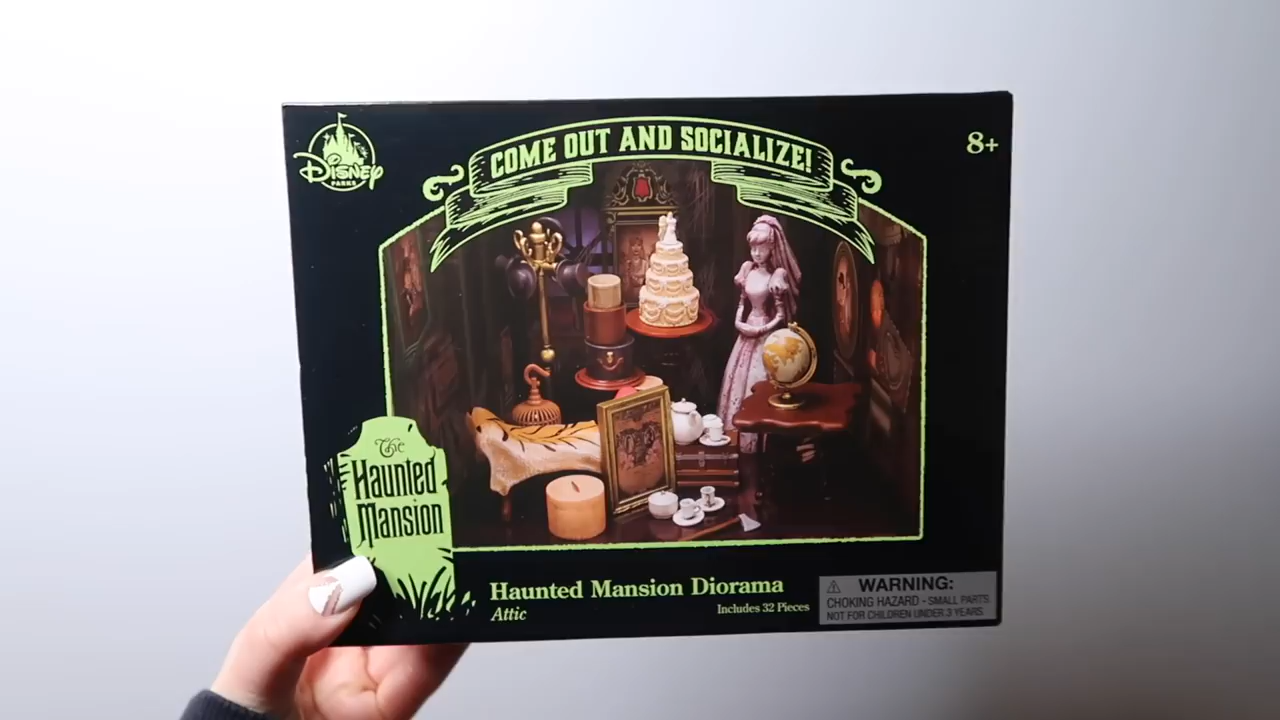 Disney
PARKS
COME OUT AND SOCIALIZE!
8+
The
Haunted
Mansion
Haunted Mansion Diorama
Attic
Includes 32 Pieces
WARNING:
CHOKING HAZARD - SMALL PARTS.
NOT FOR CHILDREN UNDER 3 YEARS.